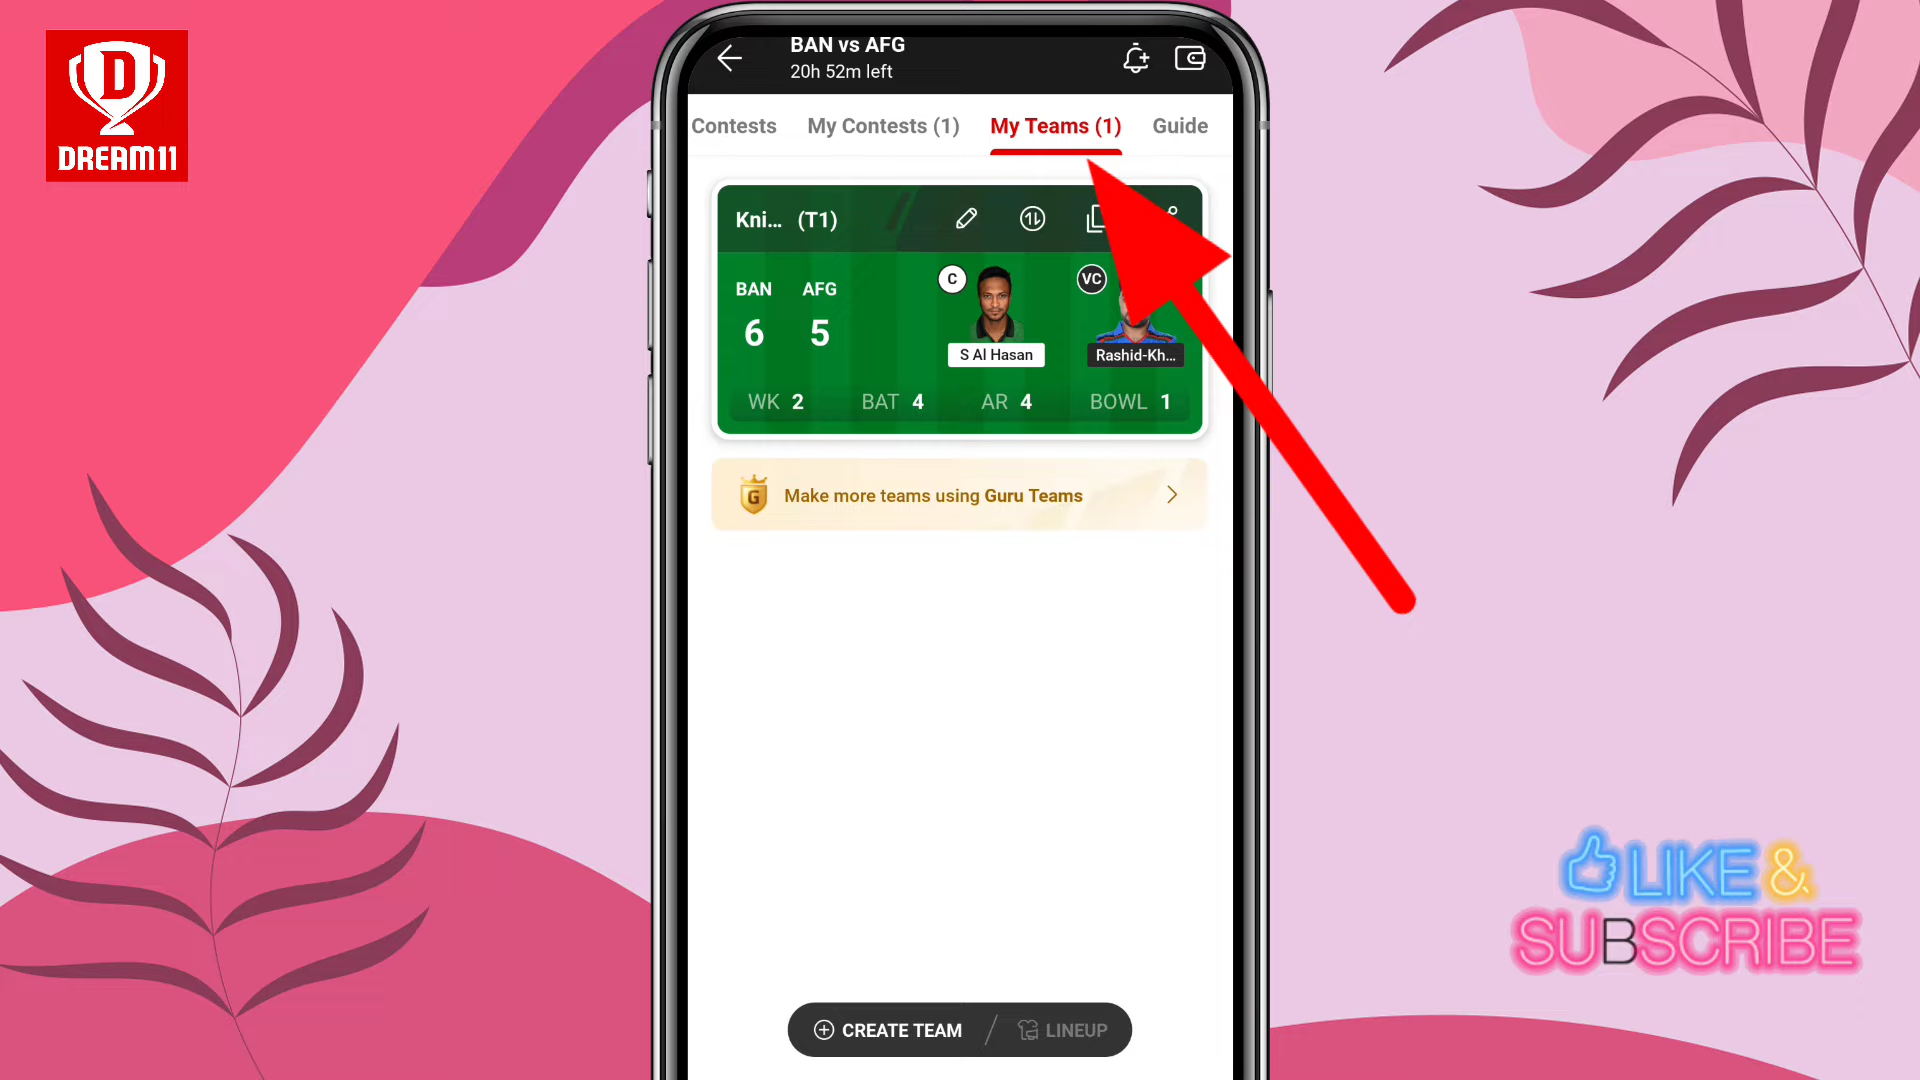 D
DREAM11
BAN vs AFG
20h 52m left
Contests My Contests (1) My Teams (1) Guide
Kni... (T1)
BAN AFG
C VC
6 5
S Al Hasan Rashid-Kh...
WK 2 BAT 4 AR 4 BOWL 1
G Make more teams using Guru Teams
CREATE TEAM / LINEUP
LIKE &
SUBSCRIBE